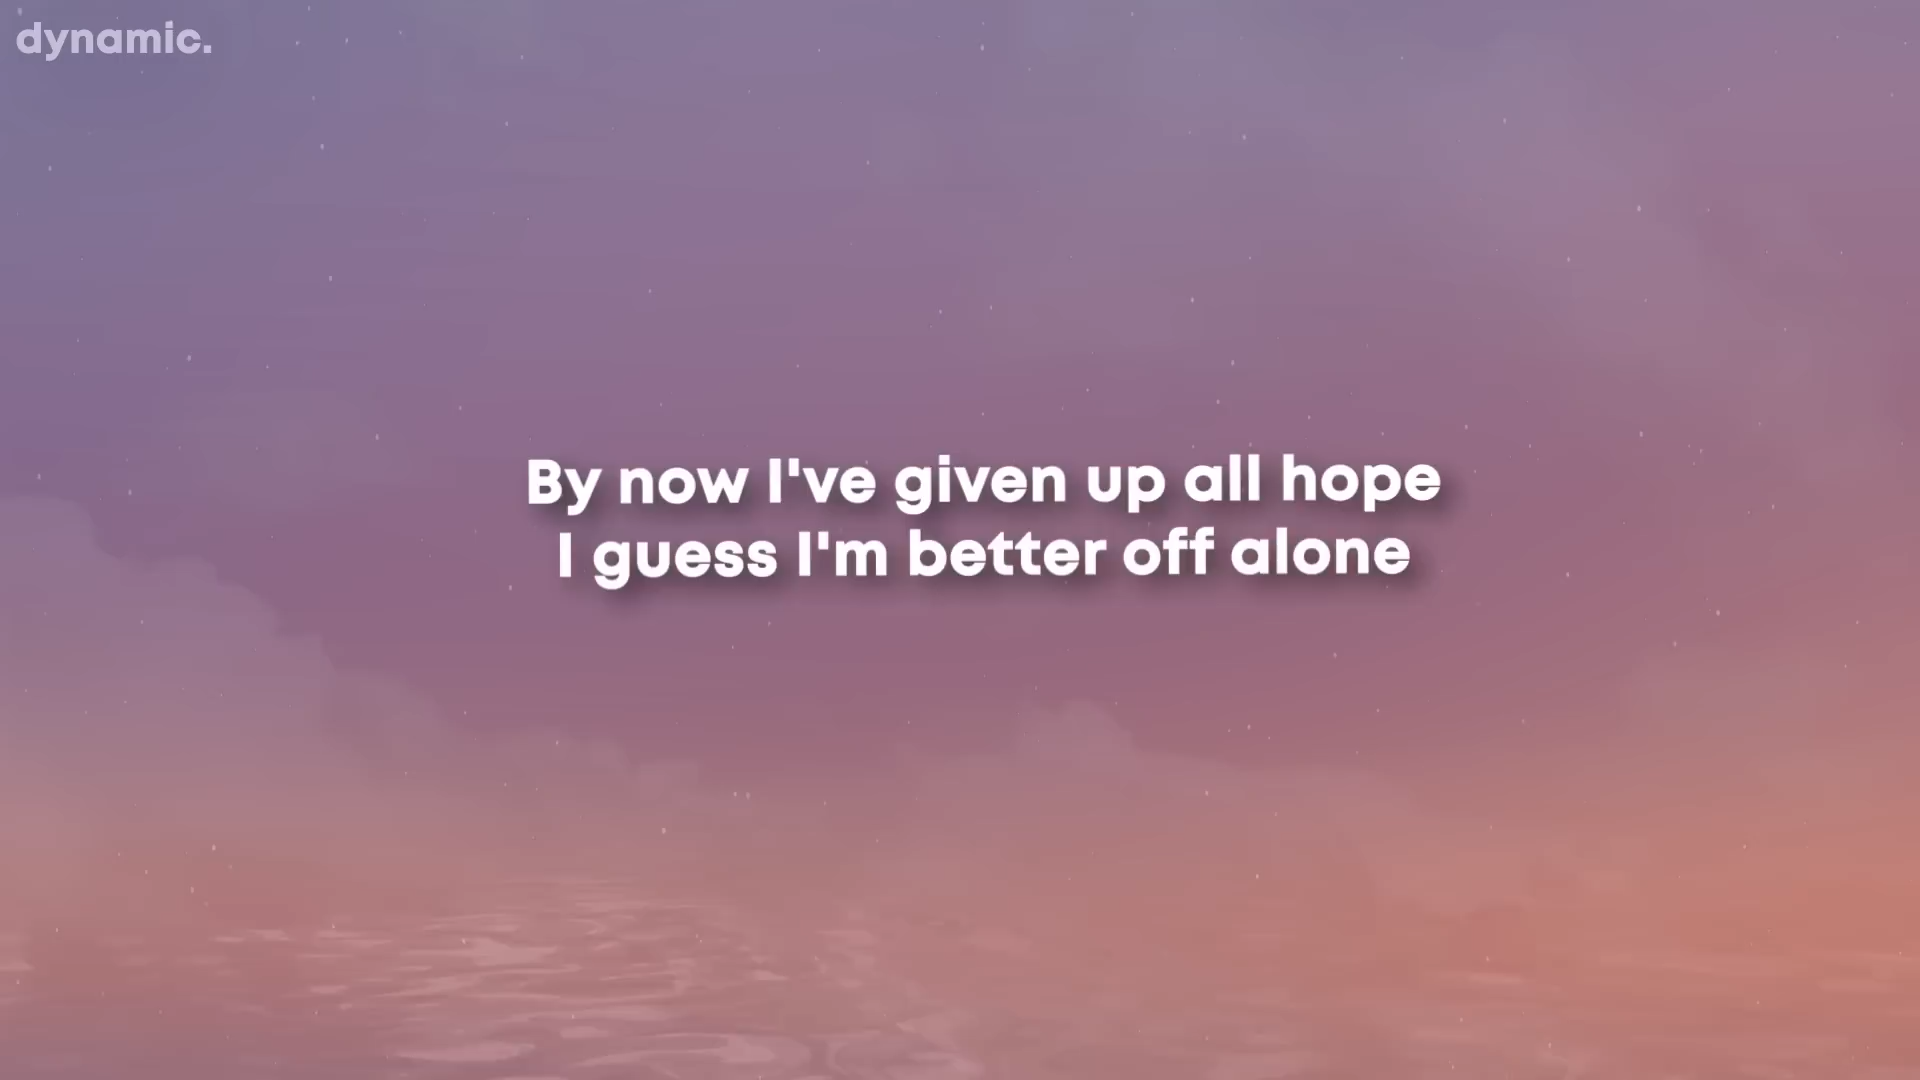 dynamic.
By now I've given up all hope
I guess I'm better off alone